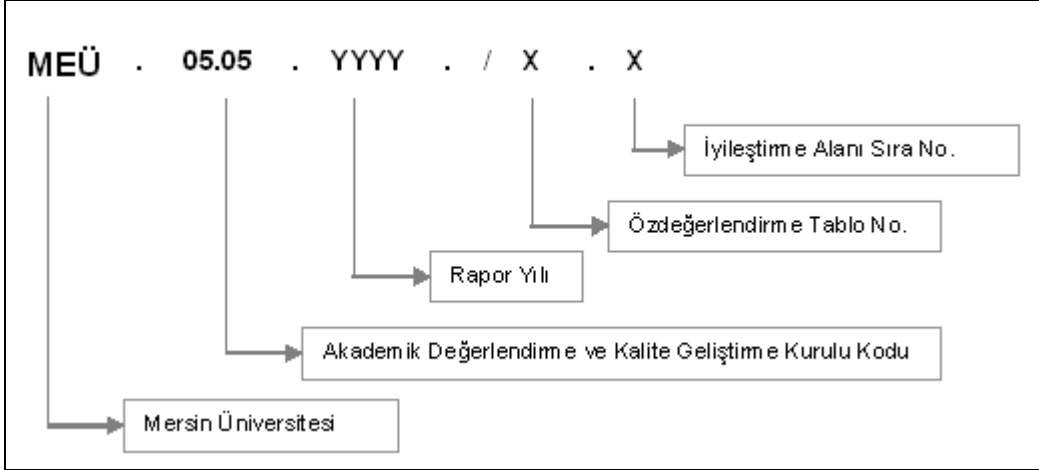 MEÜ . 05.05 . YYYY . / X . X
İyileştirme Alanı Sıra No.
Özdeğerlendirme Tablo No.
Rapor Yılı
Akademik Değerlendirme ve Kalite Geliştirme Kurulu Kodu
Mersin Üniversitesi